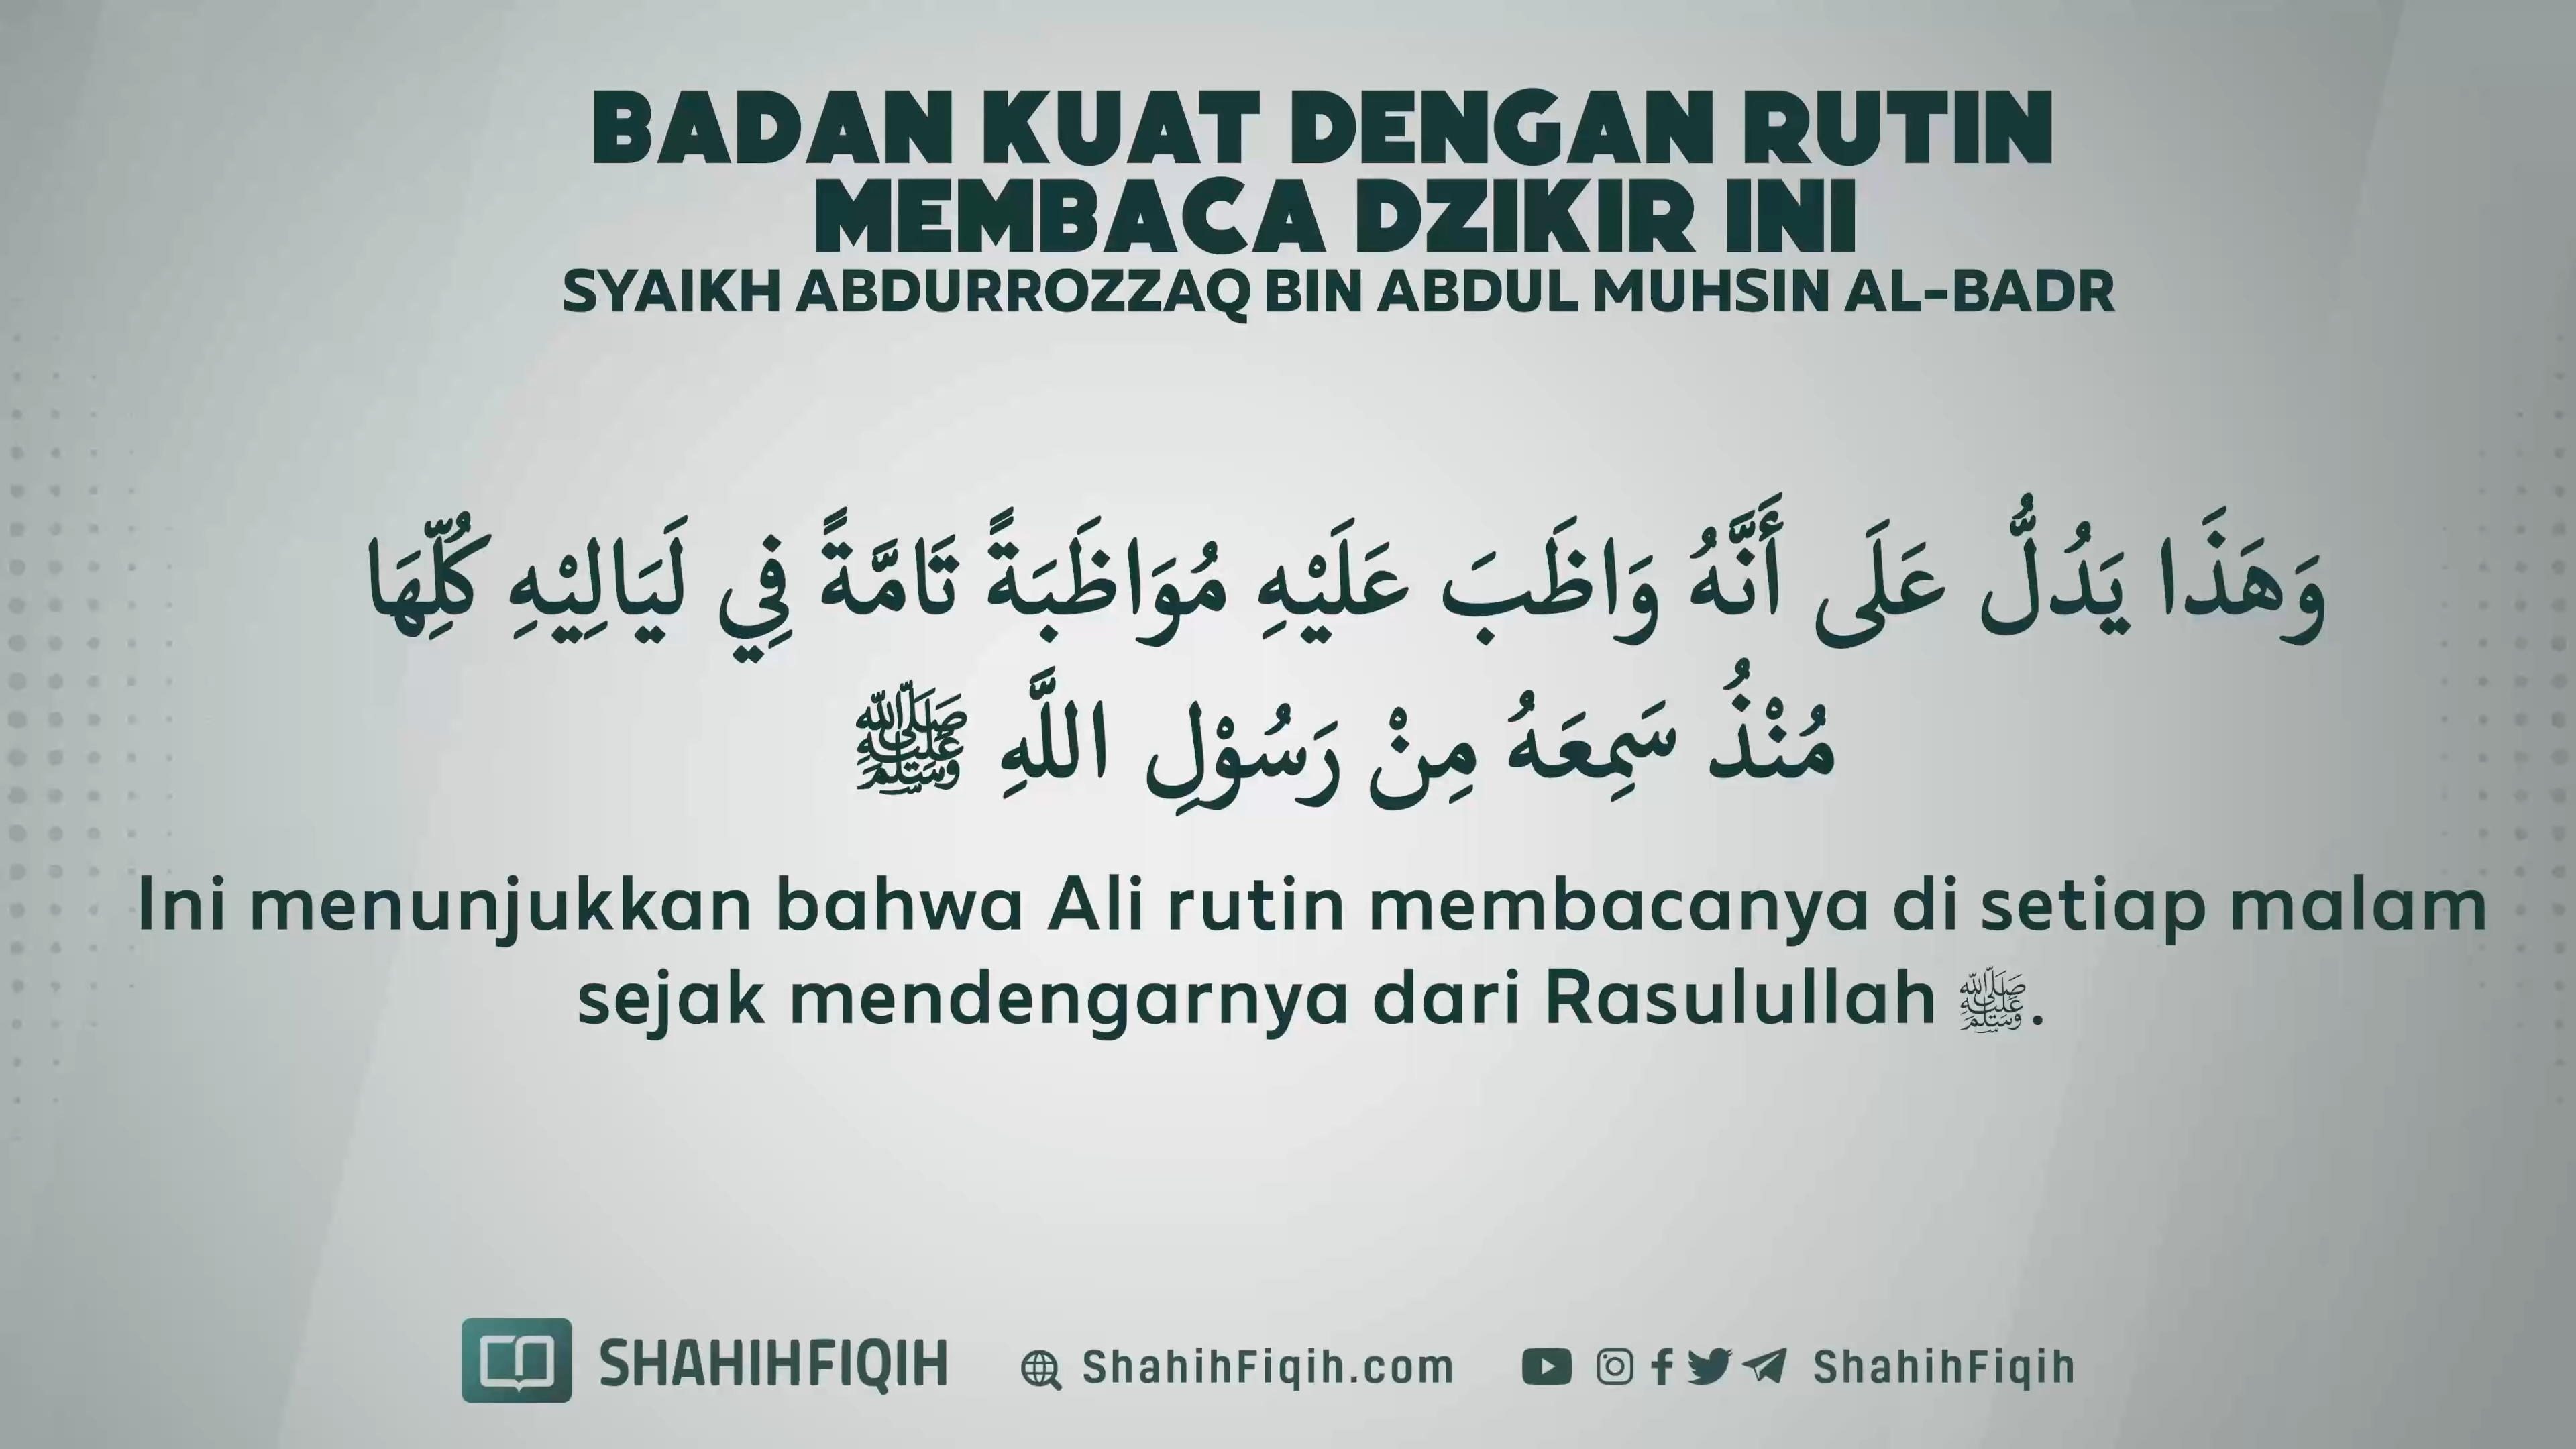 BADAN KUAT DENGAN RUTIN
MEMBACA DZIKIR INI
SYAIKH ABDURROZZAQ BIN ABDUL MUHSIN AL-BADR
وَهَذَا يَدُلُّ عَلَى أَنَّهُ وَاظَبَ عَلَيْهِ مُوَاظَبَةً تَامَّةً فِي لَيَالِيْهِ كُلِّهَا
مُنْذُ سَمِعَهُ مِنْ رَسُوْلِ اللَّهِ ﷺ
Ini menunjukkan bahwa Ali rutin membacanya di setiap malam
sejak mendengarnya dari Rasulullah ﷺ.
SHAHIHFIQIH ShahihFiqih.com ShahihFiqih